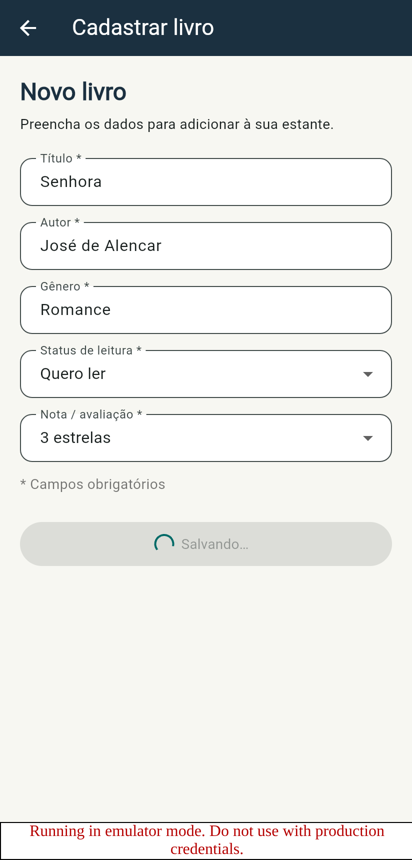 Cadastrar livro
Novo livro
Preencha os dados para adicionar à sua estante.
Título *
Senhora
Autor *
José de Alencar
Gênero *
Romance
Status de leitura *
Quero ler
Nota / avaliação *
3 estrelas
* Campos obrigatórios
Salvando…
Running in emulator mode. Do not use with production
credentials.